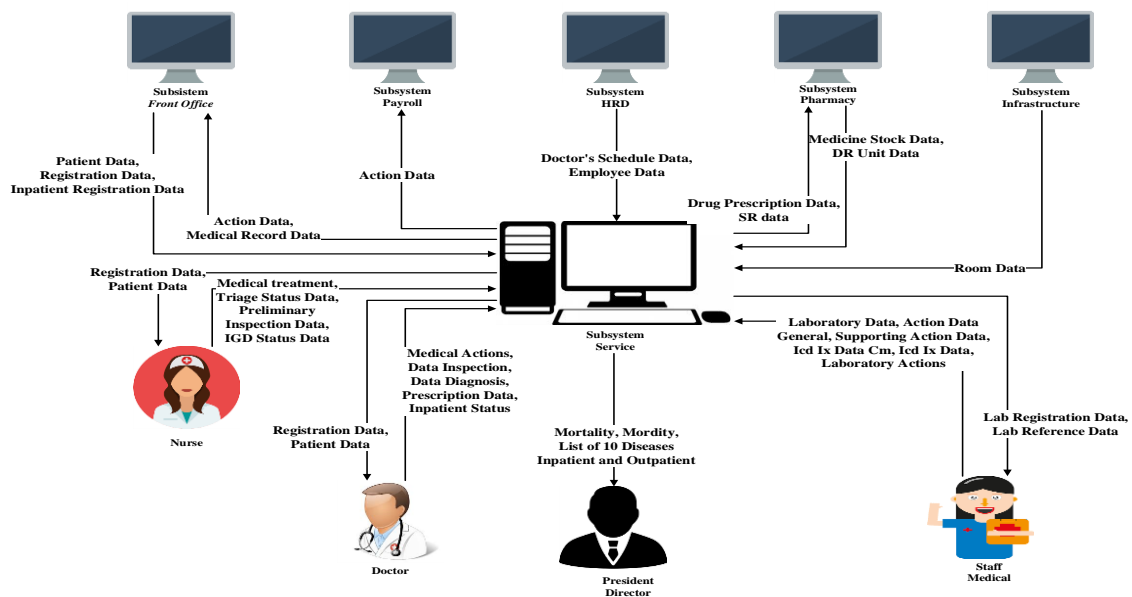 Subsistem
Front Office
Subsystem
Payroll
Subsystem
HRD
Subsystem
Pharmacy
Subsystem
Infrastructure
Patient Data,
Registration Data,
Inpatient Registration Data
Action Data,
Medical Record Data
Action Data
Doctor's Schedule Data,
Employee Data
Drug Prescription Data,
SR data
Medicine Stock Data,
DR Unit Data
Room Data
Registration Data,
Patient Data
Medical treatment,
Triage Status Data,
Preliminary
Inspection Data,
IGD Status Data
Nurse
Subsystem
Service
Medical Actions,
Data Inspection,
Data Diagnosis,
Prescription Data,
Inpatient Status
Registration Data,
Patient Data
Doctor
Mortality, Mordity,
List of 10 Diseases
Inpatient and Outpatient
President
Director
Laboratory Data, Action Data
General, Supporting Action Data,
Icd Ix Data Cm, Icd Ix Data,
Laboratory Actions
Lab Registration Data,
Lab Reference Data
Staff
Medical